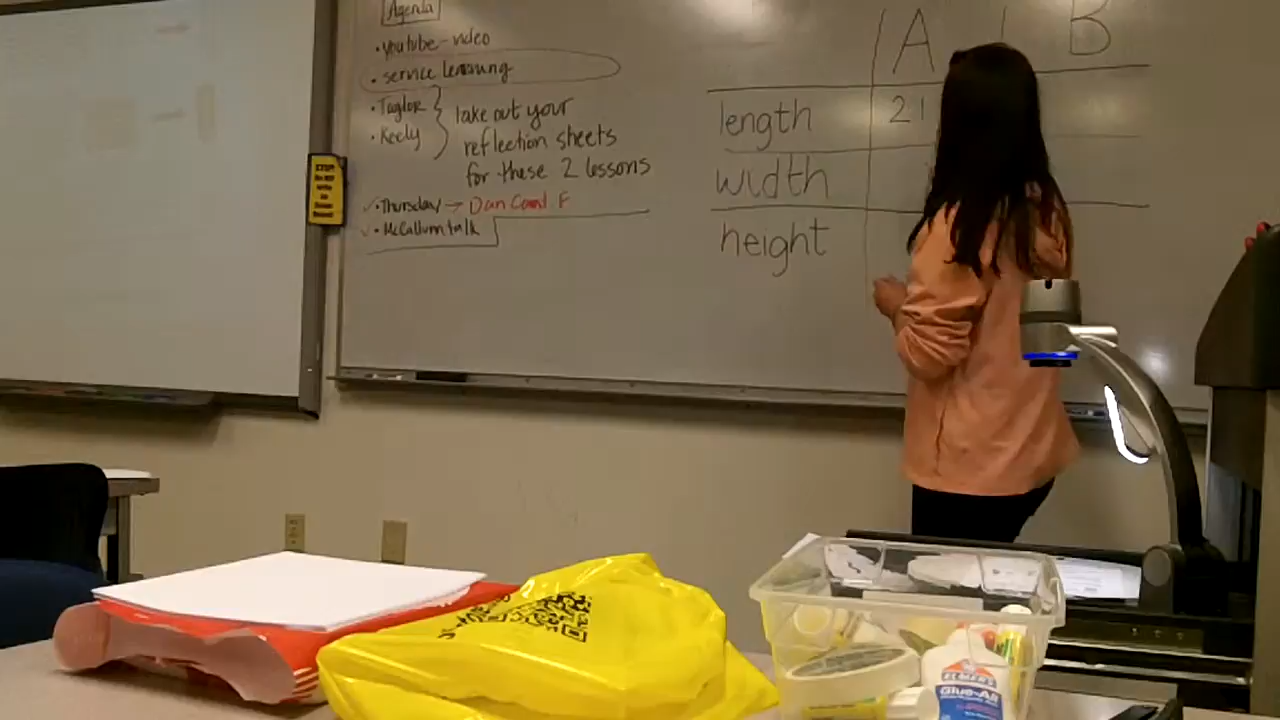 Agenda
• youtube-video
• service learning
• Taylor
• Keely
take out your
reflection sheets
for these 2 lessons
• Thursday → Dan
• McCallum talk
A B
length 21
width
height
ELMER'S
Glue-All